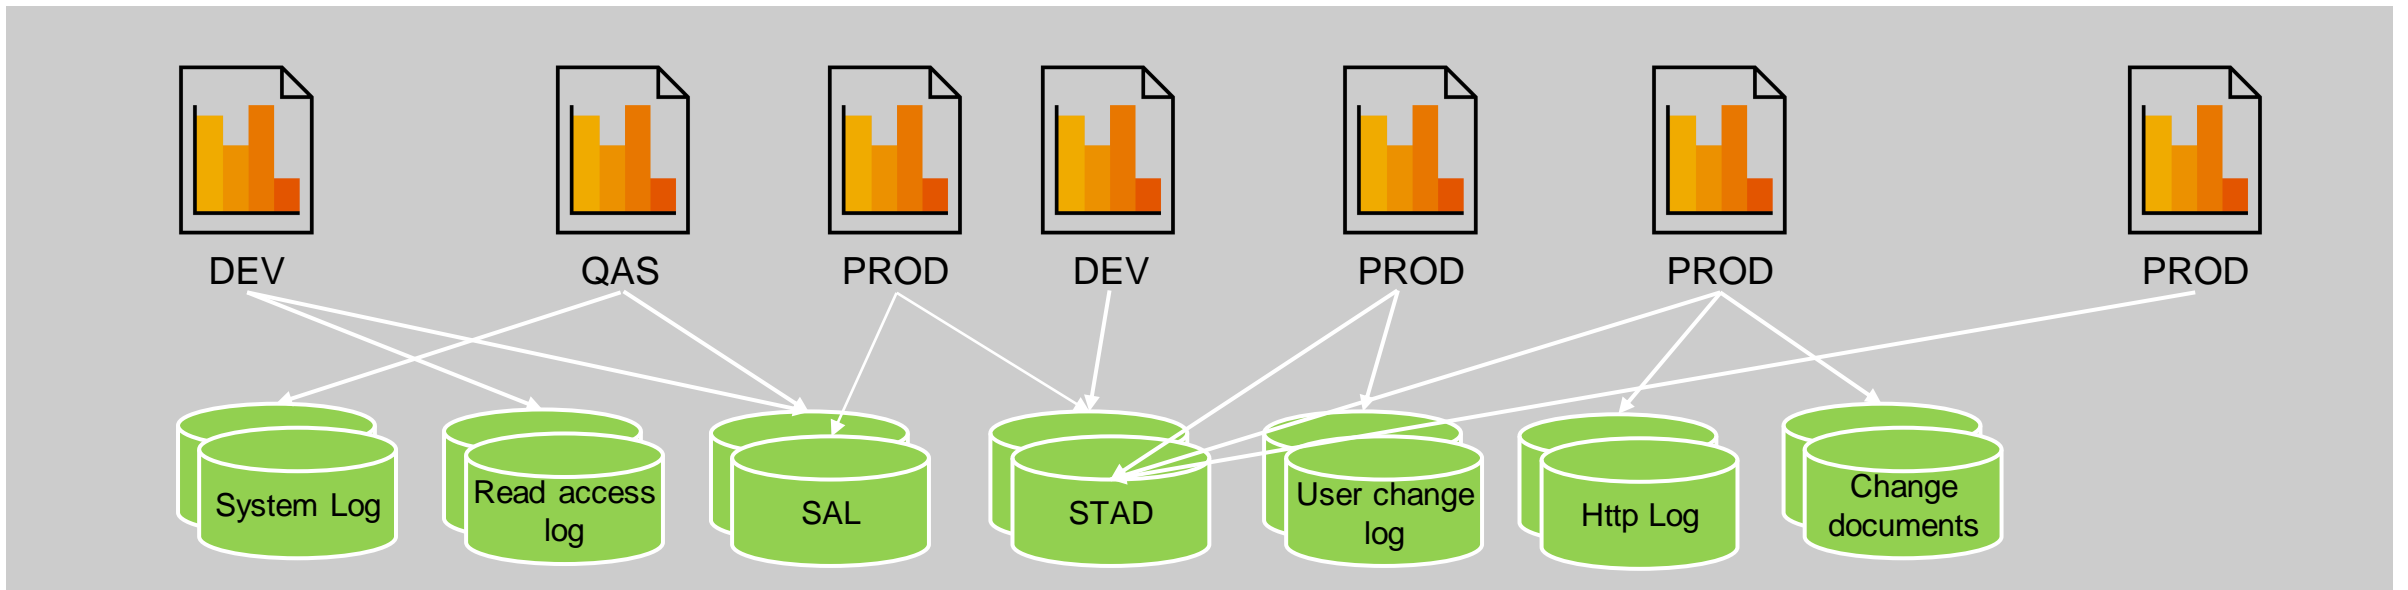 DEV
QAS
PROD
DEV
PROD
PROD
PROD
System Log
Read access
log
SAL
STAD
User change
log
Http Log
Change
documents